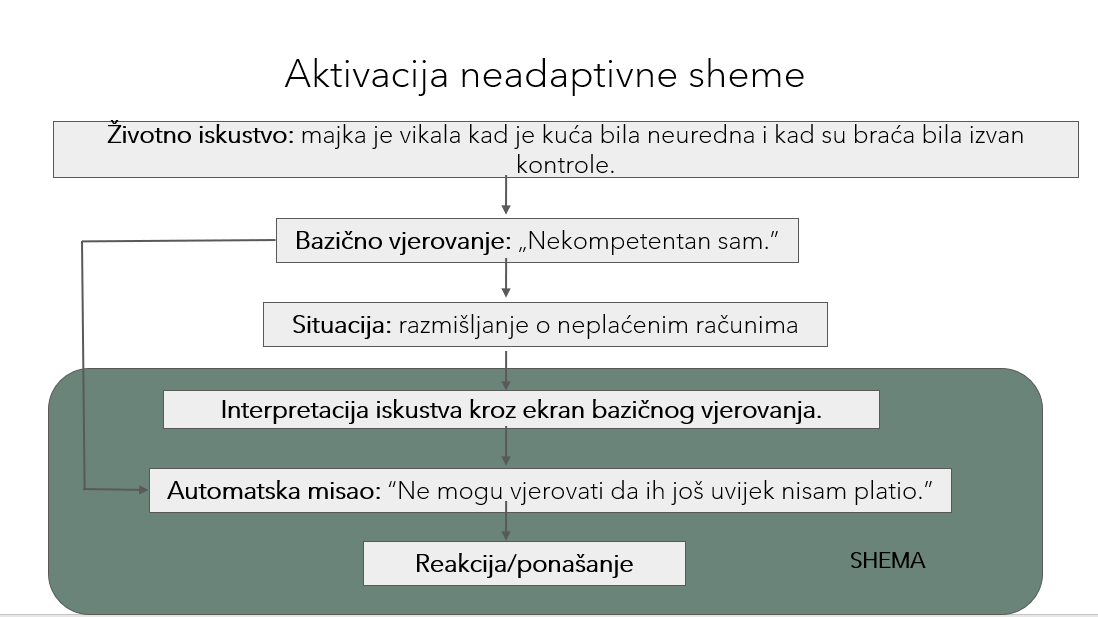 Aktivacija neadaptivne sheme
Životno iskustvo: majka je vikala kad je kuća bila neuredna i kad su braća bila izvan
kontrole.
Bazično vjerovanje: „Nekompetentan sam.”
Situacija: razmišljanje o neplaćenim računima
Interpretacija iskustva kroz ekran bazičnog vjerovanja.
Automatska misao: “Ne mogu vjerovati da ih još uvijek nisam platio.”
Reakcija/ponašanje
SHEMA